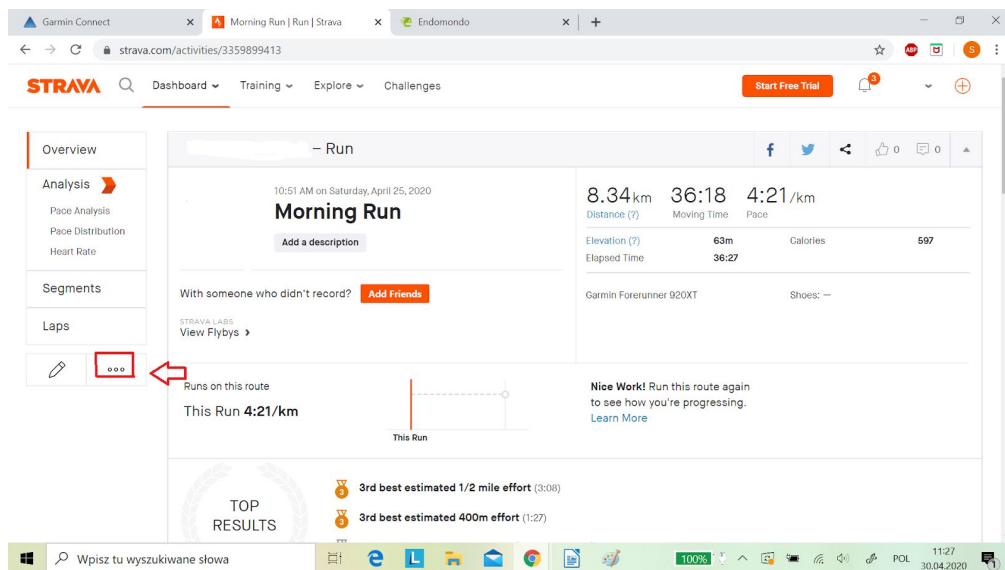 Garmin Connect
Morning Run | Run | Strava
Endomondo
strava.com/activities/3359899413
ABP
S
STRAVA
Dashboard
Training
Explore
Challenges
Start Free Trial
3
Overview
Analysis
Pace Analysis
Pace Distribution
Heart Rate
Segments
Laps
– Run
0
0
10:51 AM on Saturday, April 25, 2020
Morning Run
Add a description
8.34 km 36:18 4:21 /km
Distance (?) Moving Time Pace
Elevation (?) 63m Calories 597
Elapsed Time 36:27
With someone who didn't record? Add Friends
Garmin Forerunner 920XT Shoes: —
STRAVA LABS
View Flybys
Runs on this route
This Run 4:21/km
This Run
Nice Work! Run this route again
to see how you're progressing.
Learn More
TOP
RESULTS
3 3rd best estimated 1/2 mile effort (3:08)
3 3rd best estimated 400m effort (1:27)
Wpisz tu wyszukiwane słowa
L
100%
POL
11:27
30.04.2020
1